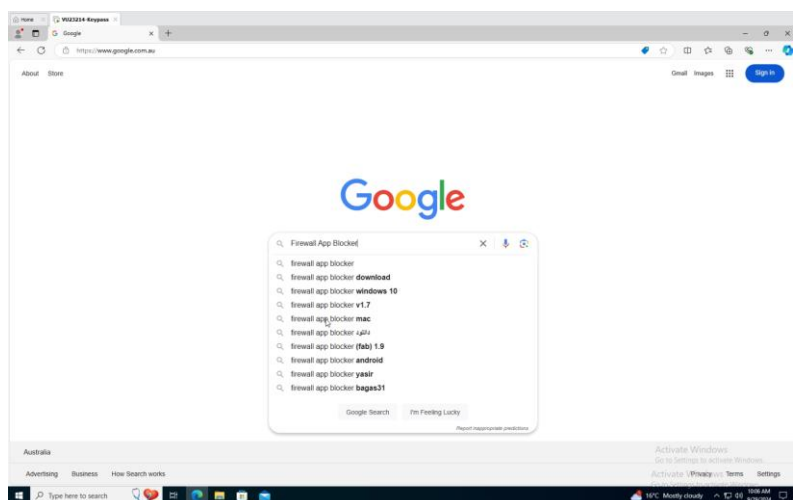 Home
VU23214-Keypass
Google
https://www.google.com.au
About Store
Gmail Images
Sign in
Google
Firewall App Blocker
firewall app blocker
firewall app blocker download
firewall app blocker windows 10
firewall app blocker v1.7
firewall app blocker mac
firewall app blocker دانلود
firewall app blocker (fab) 1.9
firewall app blocker android
firewall app blocker yasir
firewall app blocker bagas31
Google Search I'm Feeling Lucky
Report inappropriate predictions
Australia
Activate Windows
Go to Settings to activate Windows.
Advertising Business How Search works
Privacy Terms Settings
Activate Windows
Type here to search
16°C Mostly cloudy
10:06 AM